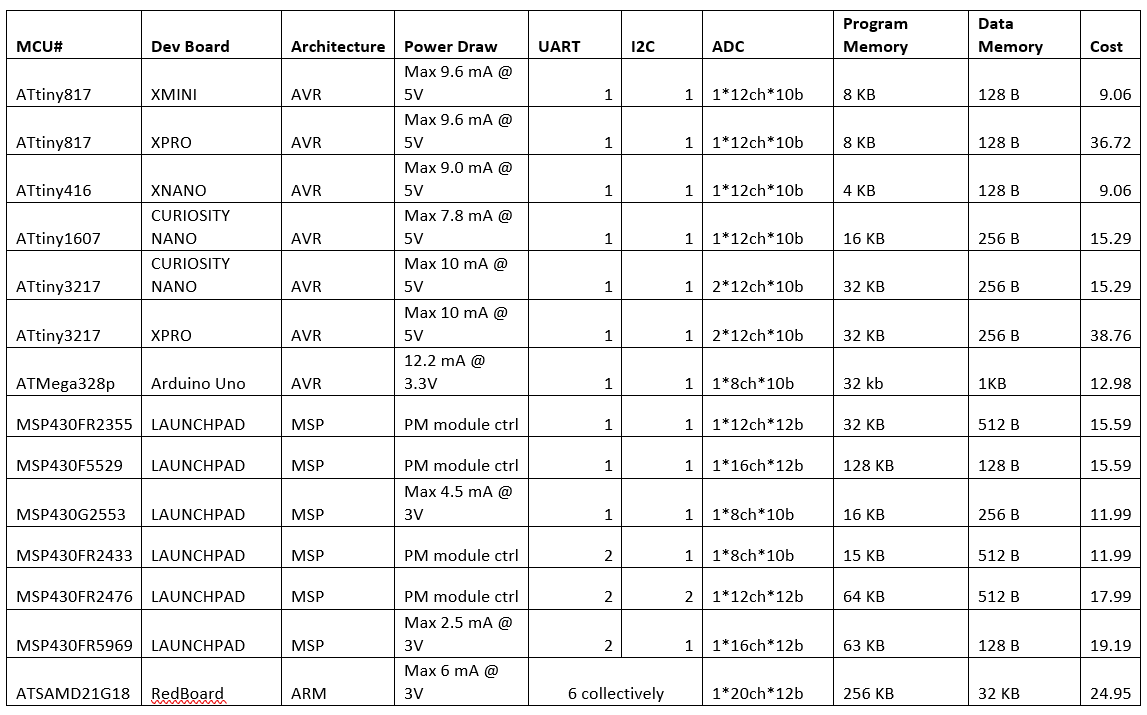 MCU# Dev Board Architecture Power Draw UART I2C ADC Program Memory Data Memory Cost
ATtiny817 XMINI AVR Max 9.6 mA @ 5V 1 1 1*12ch*10b 8 KB 128 B 9.06
ATtiny817 XPRO AVR Max 9.6 mA @ 5V 1 1 1*12ch*10b 8 KB 128 B 36.72
ATtiny416 XNANO AVR Max 9.0 mA @ 5V 1 1 1*12ch*10b 4 KB 128 B 9.06
ATtiny1607 CURIOSITY NANO AVR Max 7.8 mA @ 5V 1 1 1*12ch*10b 16 KB 256 B 15.29
ATtiny3217 CURIOSITY NANO AVR Max 10 mA @ 5V 1 1 2*12ch*10b 32 KB 256 B 15.29
ATtiny3217 XPRO AVR Max 10 mA @ 5V 1 1 2*12ch*10b 32 KB 256 B 38.76
ATMega328p Arduino Uno AVR 12.2 mA @ 3.3V 1 1 1*8ch*10b 32 kb 1KB 12.98
MSP430FR2355 LAUNCHPAD MSP PM module ctrl 1 1 1*12ch*12b 32 KB 512 B 15.59
MSP430F5529 LAUNCHPAD MSP PM module ctrl 1 1 1*16ch*12b 128 KB 128 B 15.59
MSP430G2553 LAUNCHPAD MSP Max 4.5 mA @ 3V 1 1 1*8ch*10b 16 KB 256 B 11.99
MSP430FR2433 LAUNCHPAD MSP PM module ctrl 2 1 1*8ch*10b 15 KB 512 B 11.99
MSP430FR2476 LAUNCHPAD MSP PM module ctrl 2 2 1*12ch*12b 64 KB 512 B 17.99
MSP430FR5969 LAUNCHPAD MSP Max 2.5 mA @ 3V 2 1 1*16ch*12b 63 KB 128 B 19.19
ATSAMD21G18 RedBoard ARM Max 6 mA @ 3V 6 collectively 1*20ch*12b 256 KB 32 KB 24.95